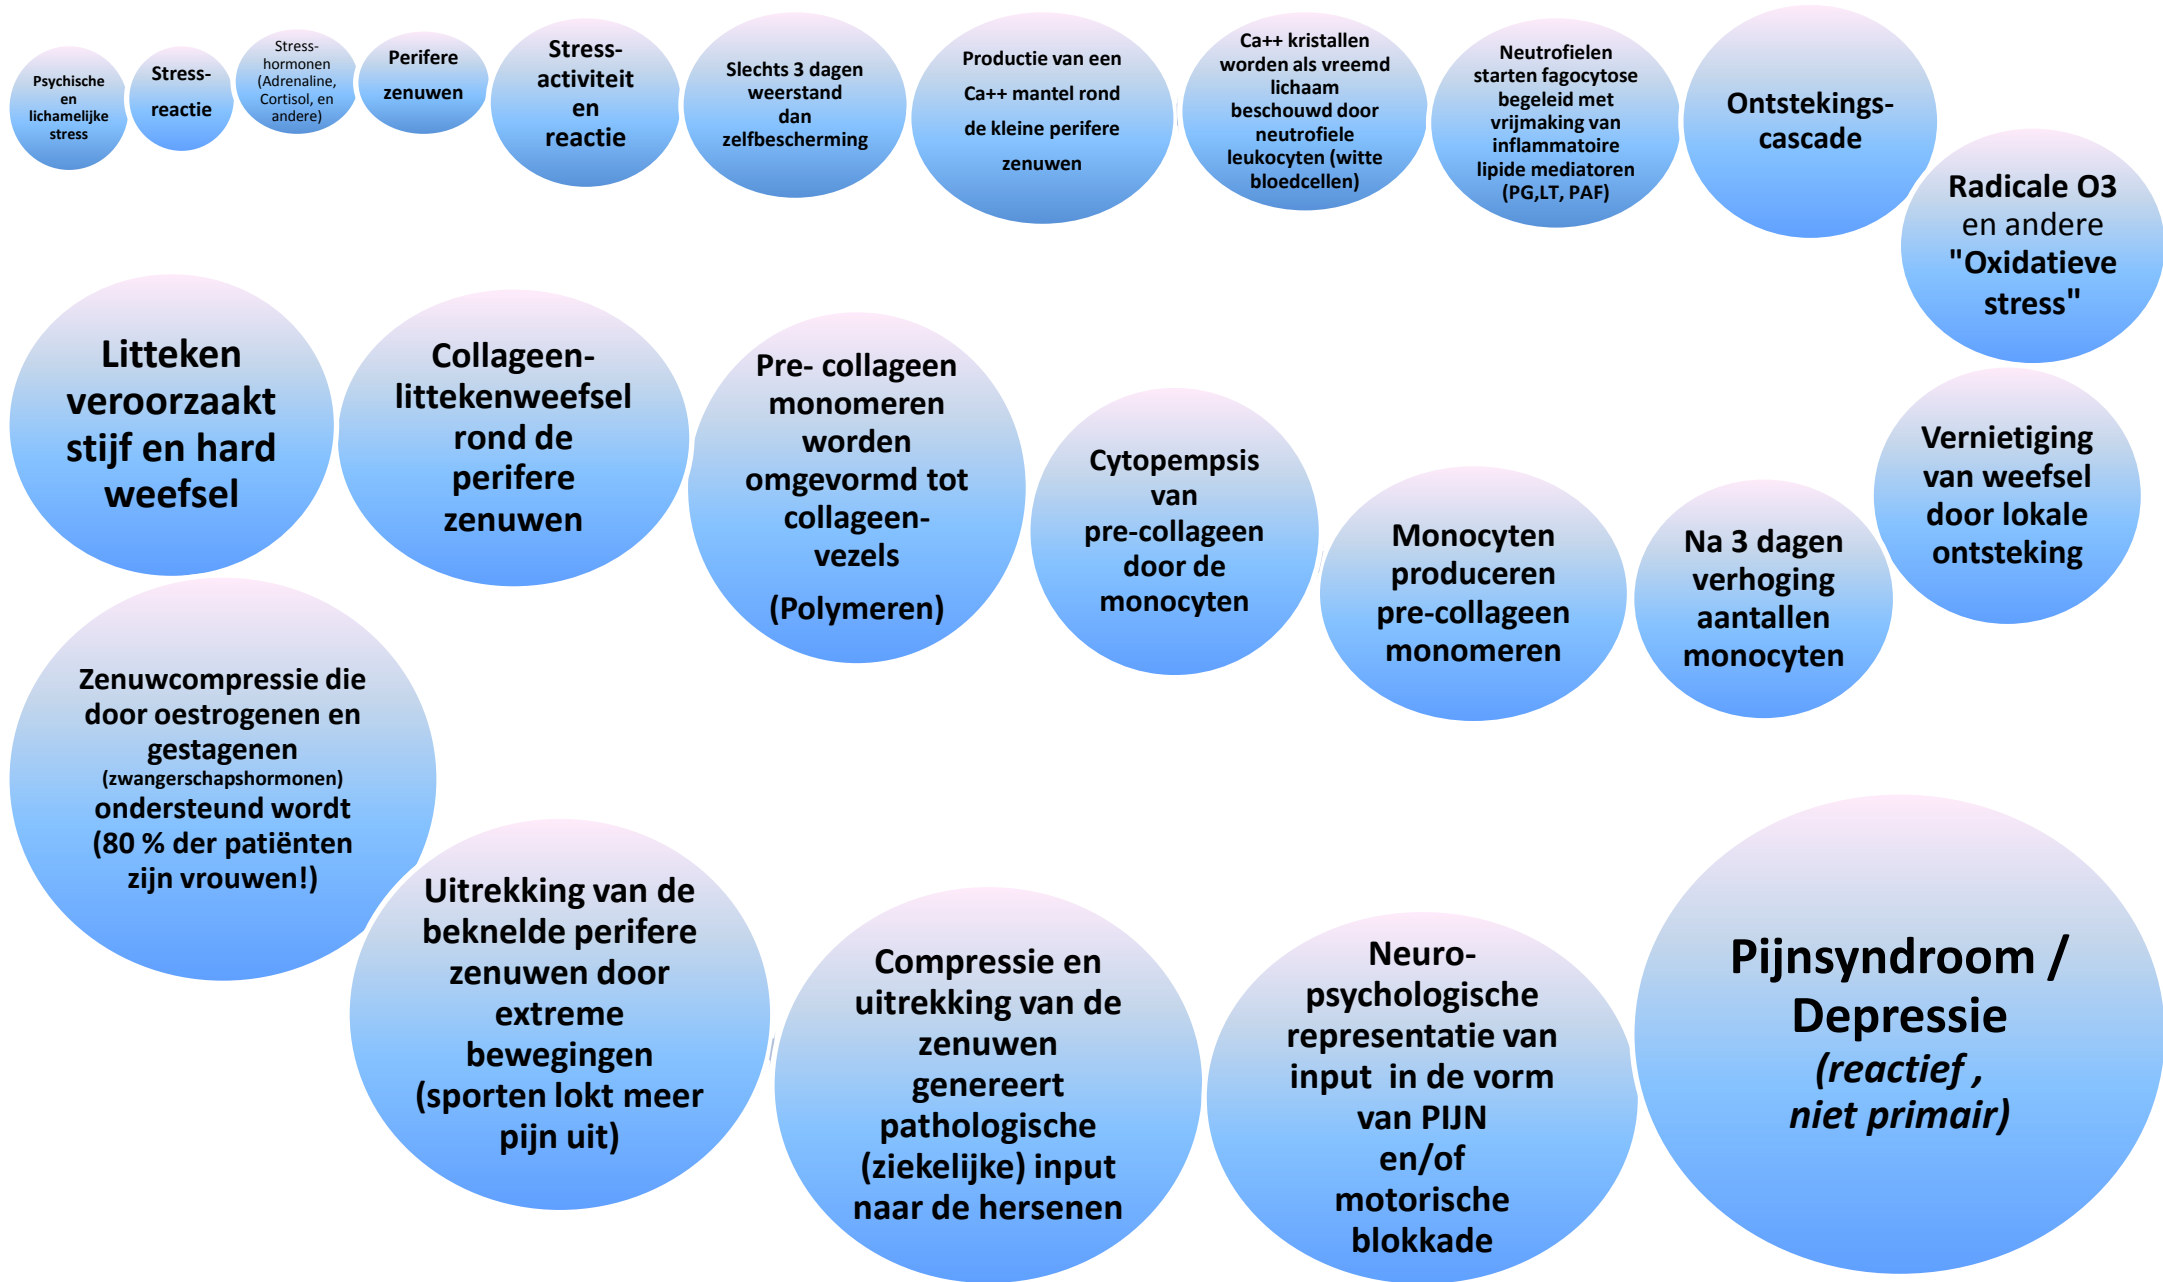 Psychische
en
lichamelijke
stress
Stress-
reactie
Stress-
hormonen
(Adrenaline,
Cortisol, en
andere)
Perifere
zenuwen
Stress-
activiteit
en
reactie
Slechts 3 dagen
weerstand
dan
zelfbescherming
Productie van een
Ca++ mantel rond
de kleine perifere
zenuwen
Ca++ kristallen
worden als vreemd
lichaam
beschouwd door
neutrofiele
leukocyten (witte
bloedcellen)
Neutrofielen
starten fagocytose
begeleid met
vrijmaking van
inflammatoire
lipide mediatoren
(PG,LT, PAF)
Ontstekings-
cascade
Radicale O3
en andere
"Oxidatieve
stress"
Vernietiging
van weefsel
door lokale
ontsteking
Na 3 dagen
verhoging
aantallen
monocyten
Monocyten
produceren
pre-collageen
monomeren
Cytopempsis
van
pre-collageen
door de
monocyten
Pre- collageen
monomeren
worden
omgevormd tot
collageen-
vezels
(Polymeren)
Collageen-
littekenweefsel
rond de
perifere
zenuwen
Litteken
veroorzaakt
stijf en hard
weefsel
Zenuwcompressie die
door oestrogenen en
gestagenen
(zwangerschapshormonen)
ondersteund wordt
(80 % der patiënten
zijn vrouwen!)
Uitrekking van de
beknelde perifere
zenuwen door
extreme
bewegingen
(sporten lokt meer
pijn uit)
Compressie en
uitrekking van de
zenuwen
genereert
pathologische
(ziekelijke) input
naar de hersenen
Neuro-
psychologische
representatie van
input in de vorm
van PIJN
en/of
motorische
blokkade
Pijnsyndroom /
Depressie
(reactief ,
niet primair)